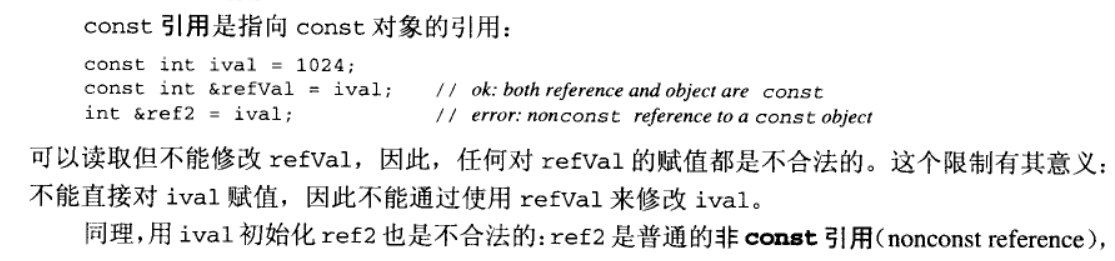 const 引用是指向 const 对象的引用：
const int ival = 1024;
const int &refVal = ival; // ok: both reference and object are const
int &ref2 = ival; // error: nonconst reference to a const object
可以读取但不能修改 refVal，因此，任何对 refVal 的赋值都是不合法的。这个限制有其意义：
不能直接对 ival 赋值，因此不能通过使用 refVal 来修改 ival。
同理，用 ival 初始化 ref2 也是不合法的：ref2 是普通的非 const 引用(nonconst reference)，